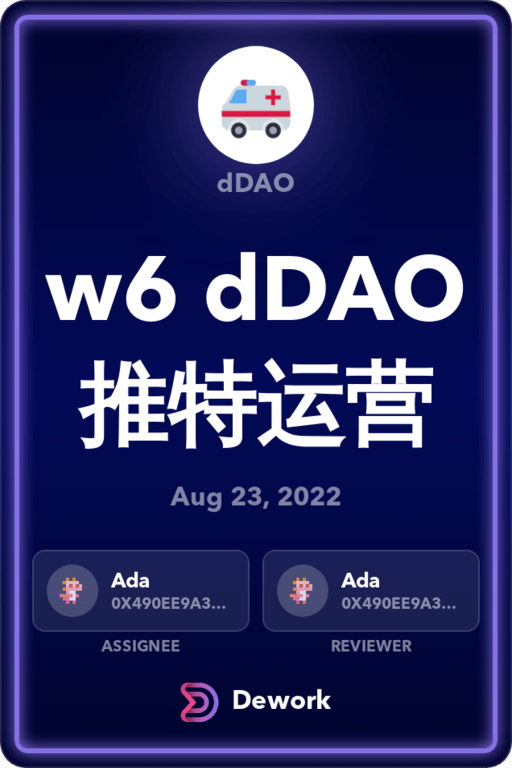 dDAO
w6 dDAO
推特运营
Aug 23, 2022
Ada
0X490EE9A3...
ASSIGNEE
Ada
0X490EE9A3...
REVIEWER
Dework